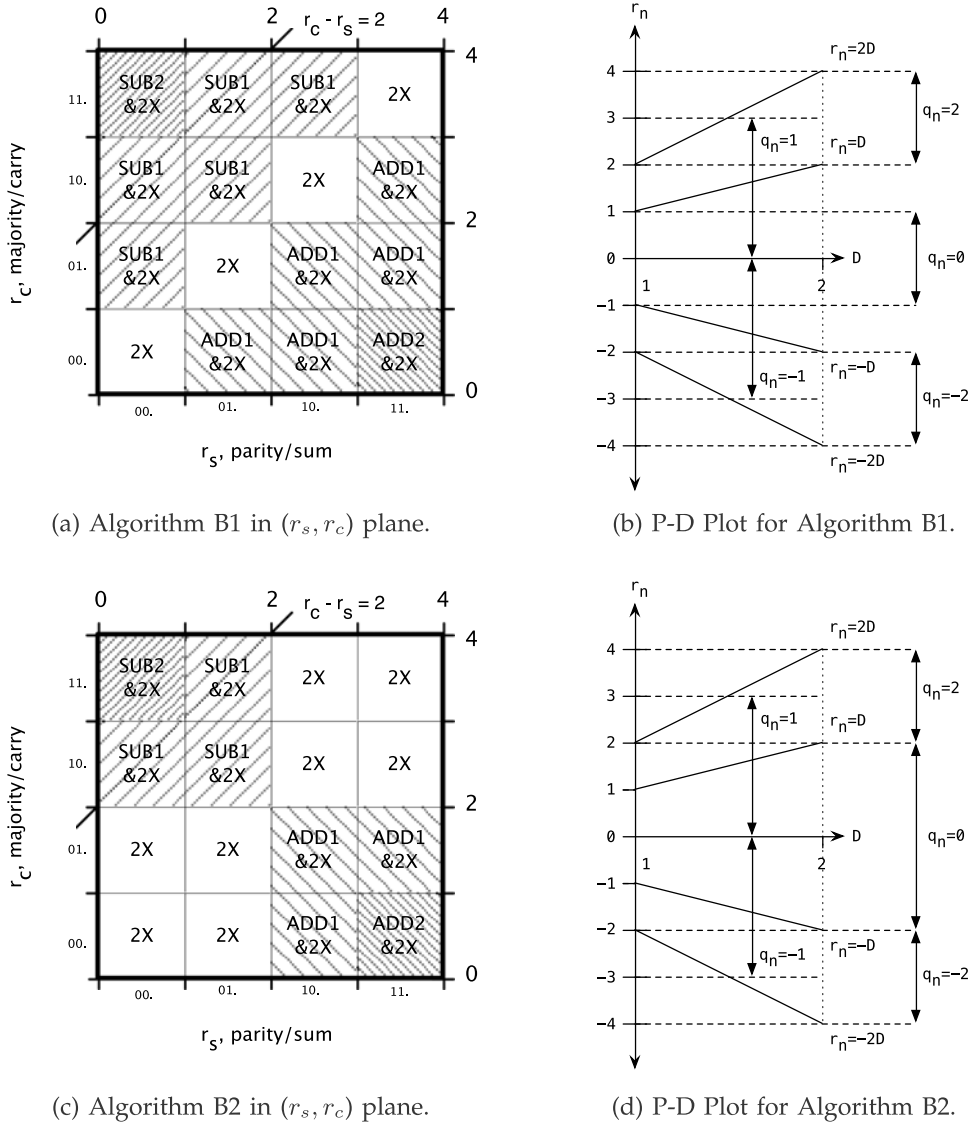 0
2
r_c - r_s = 2
4
11.
SUB2 &2X
SUB1 &2X
SUB1 &2X
2X
4
10.
SUB1 &2X
SUB1 &2X
2X
ADD1 &2X
2
01.
SUB1 &2X
2X
ADD1 &2X
ADD1 &2X
00.
2X
ADD1 &2X
ADD1 &2X
ADD2 &2X
0
00.
01.
10.
11.
r_c, majority/carry
r_s, parity/sum
(a) Algorithm B1 in (r_s, r_c) plane.
r_n
4
3
2
1
0
-1
-2
-3
-4
1
2
D
r_n=2D
r_n=D
r_n=-D
r_n=-2D
q_n=2
q_n=1
q_n=0
q_n=-1
q_n=-2
(b) P-D Plot for Algorithm B1.
0
2
r_c - r_s = 2
4
11.
SUB2 &2X
SUB1 &2X
2X
2X
4
10.
SUB1 &2X
SUB1 &2X
2X
2X
2
01.
2X
2X
ADD1 &2X
ADD1 &2X
00.
2X
2X
ADD1 &2X
ADD2 &2X
0
00.
01.
10.
11.
r_c, majority/carry
r_s, parity/sum
(c) Algorithm B2 in (r_s, r_c) plane.
r_n
4
3
2
1
0
-1
-2
-3
-4
1
2
D
r_n=2D
r_n=D
r_n=-D
r_n=-2D
q_n=2
q_n=1
q_n=0
q_n=-1
q_n=-2
(d) P-D Plot for Algorithm B2.